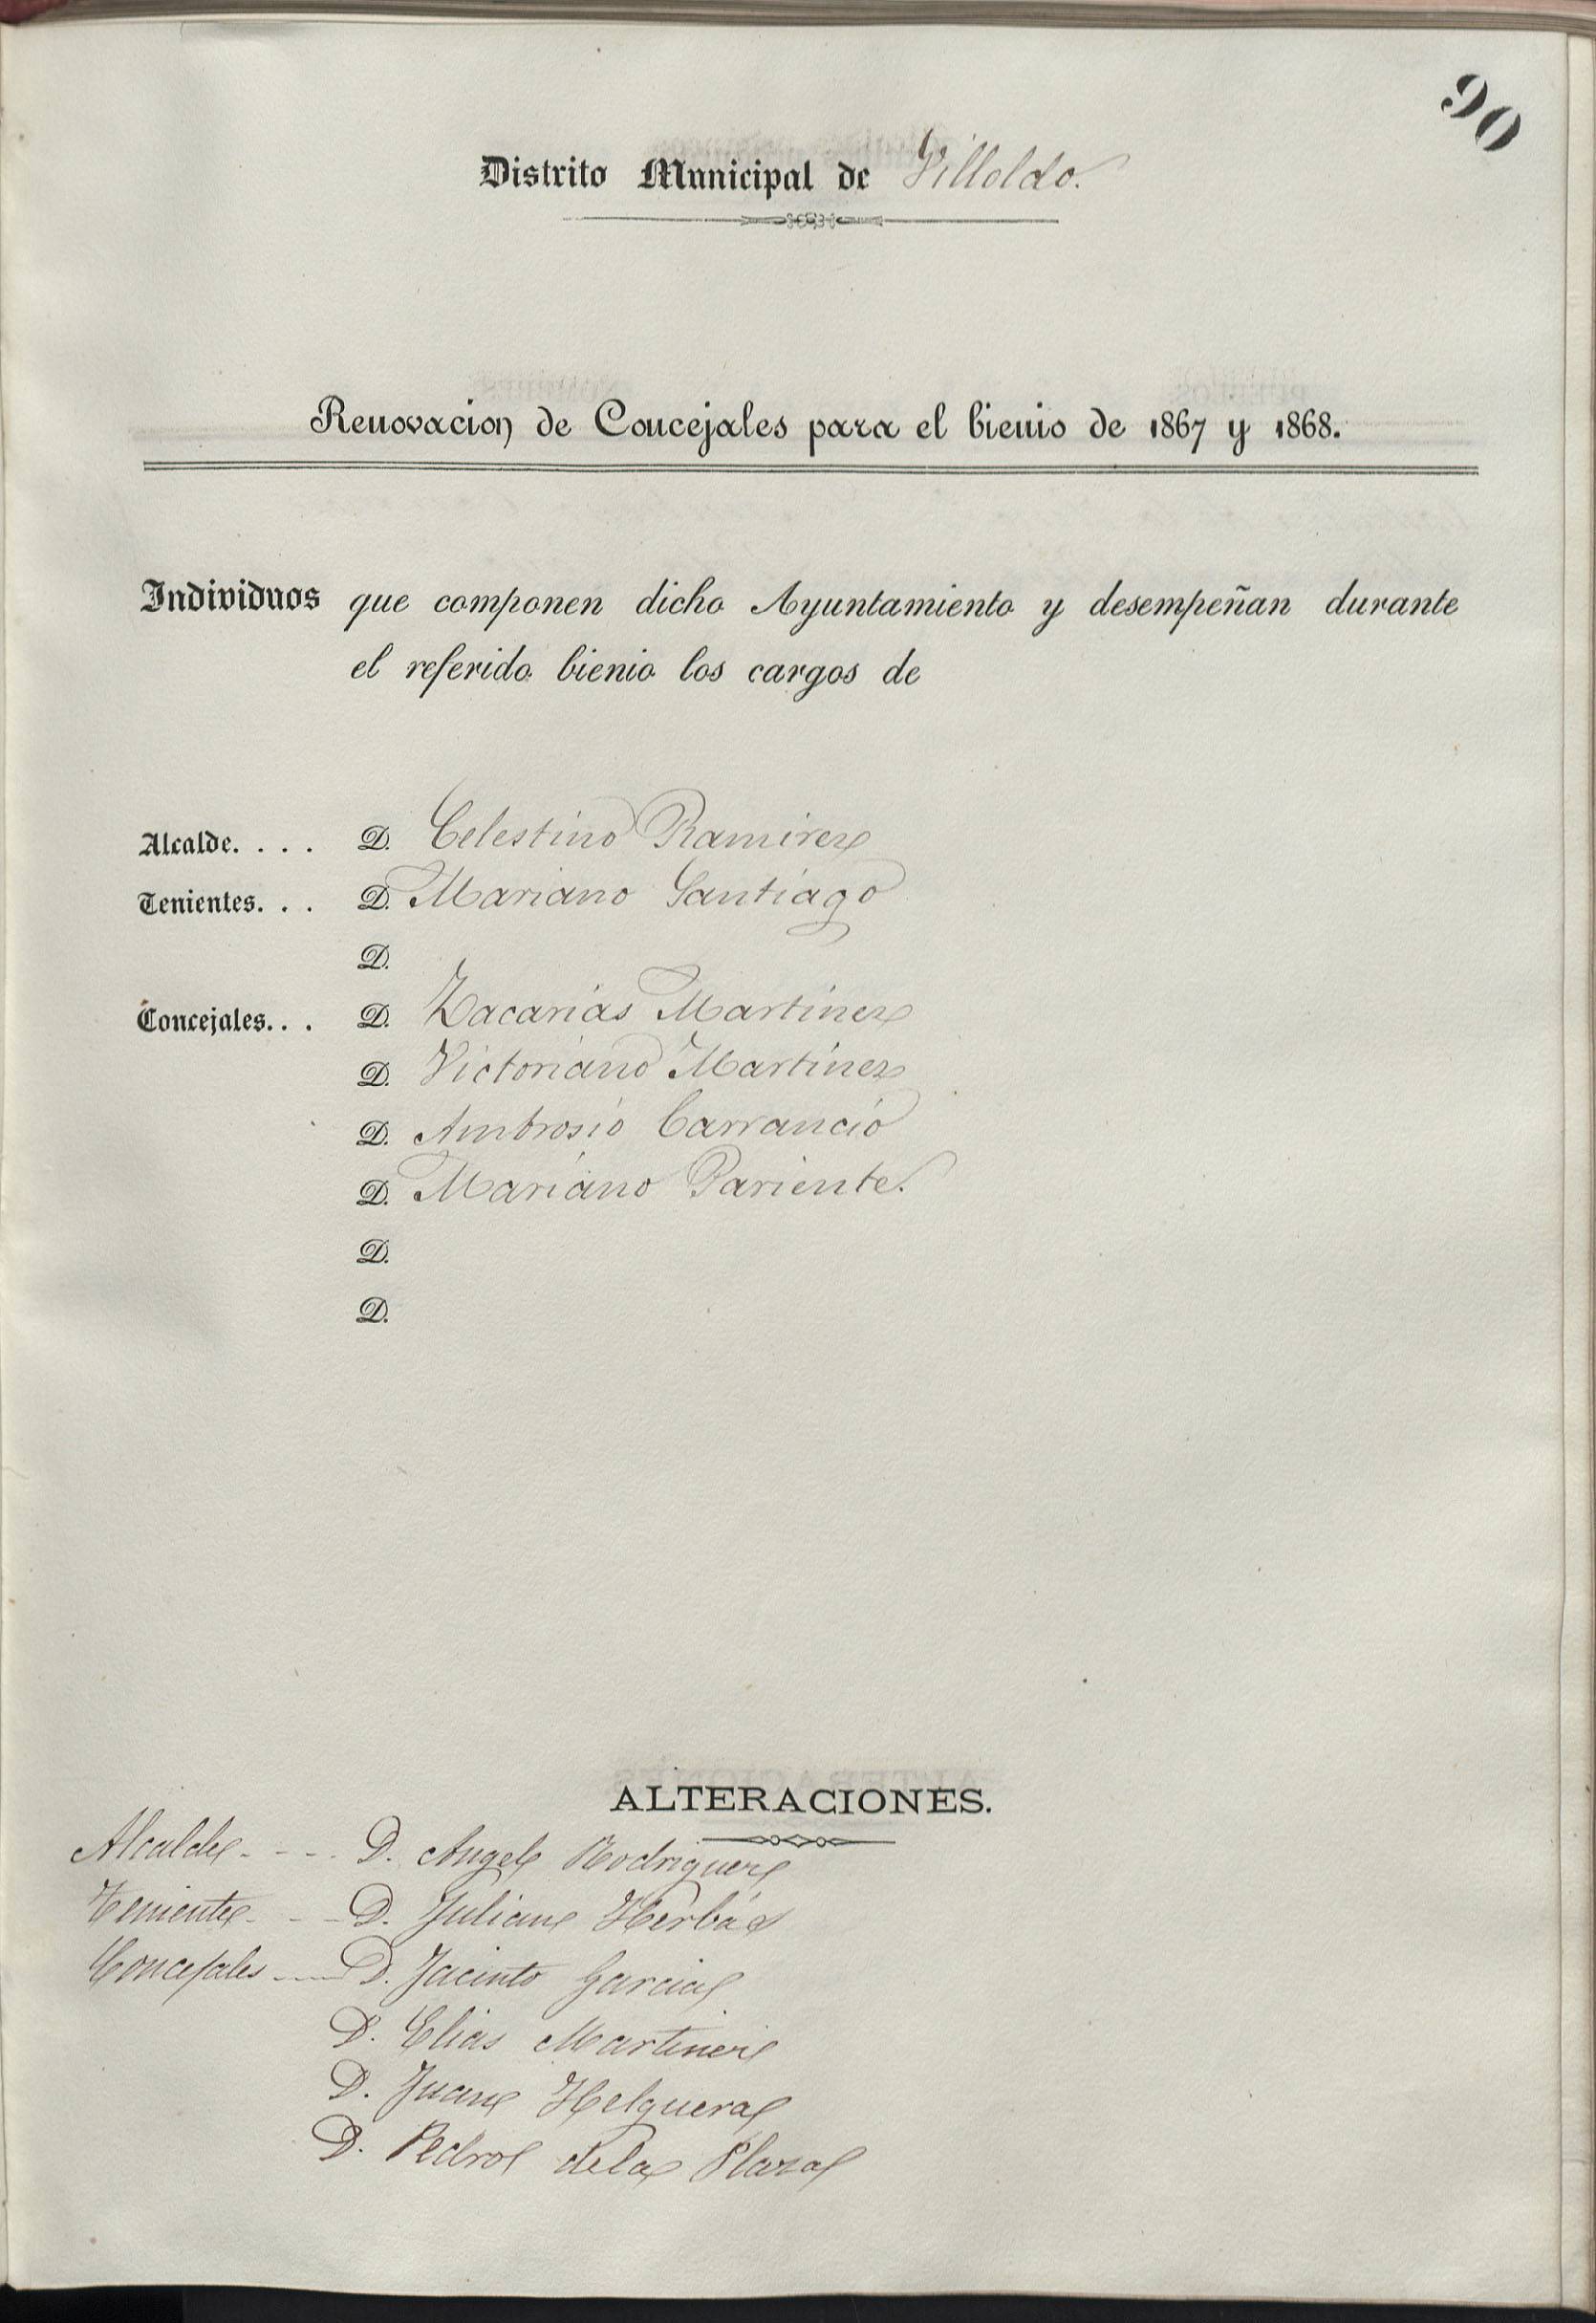 90
Distrito Municipal de Villoldo.
Renovacion de Concejales para el bienio de 1867 y 1868.
Individuos que componen dicho Ayuntamiento y desempeñan durante
el referido bienio los cargos de
Alcalde. . . . D. Celestino Ramirez
Tenientes. . . D. Mariano Santiago
D.
Concejales. . . D. Zacarias Martinez
D. Victoriano Martinez
D. Ambrosio Carrancio
D. Mariano Pariente.
D.
D.
ALTERACIONES.
Alcalde - - - - D. Angel Rodriguez
Teniente - - - D. Julian Herbás
Concejales - - - D. Jacinto Garcia
D. Elias Martinez
D. Juan Helguera
D. Pedro de la Plaza